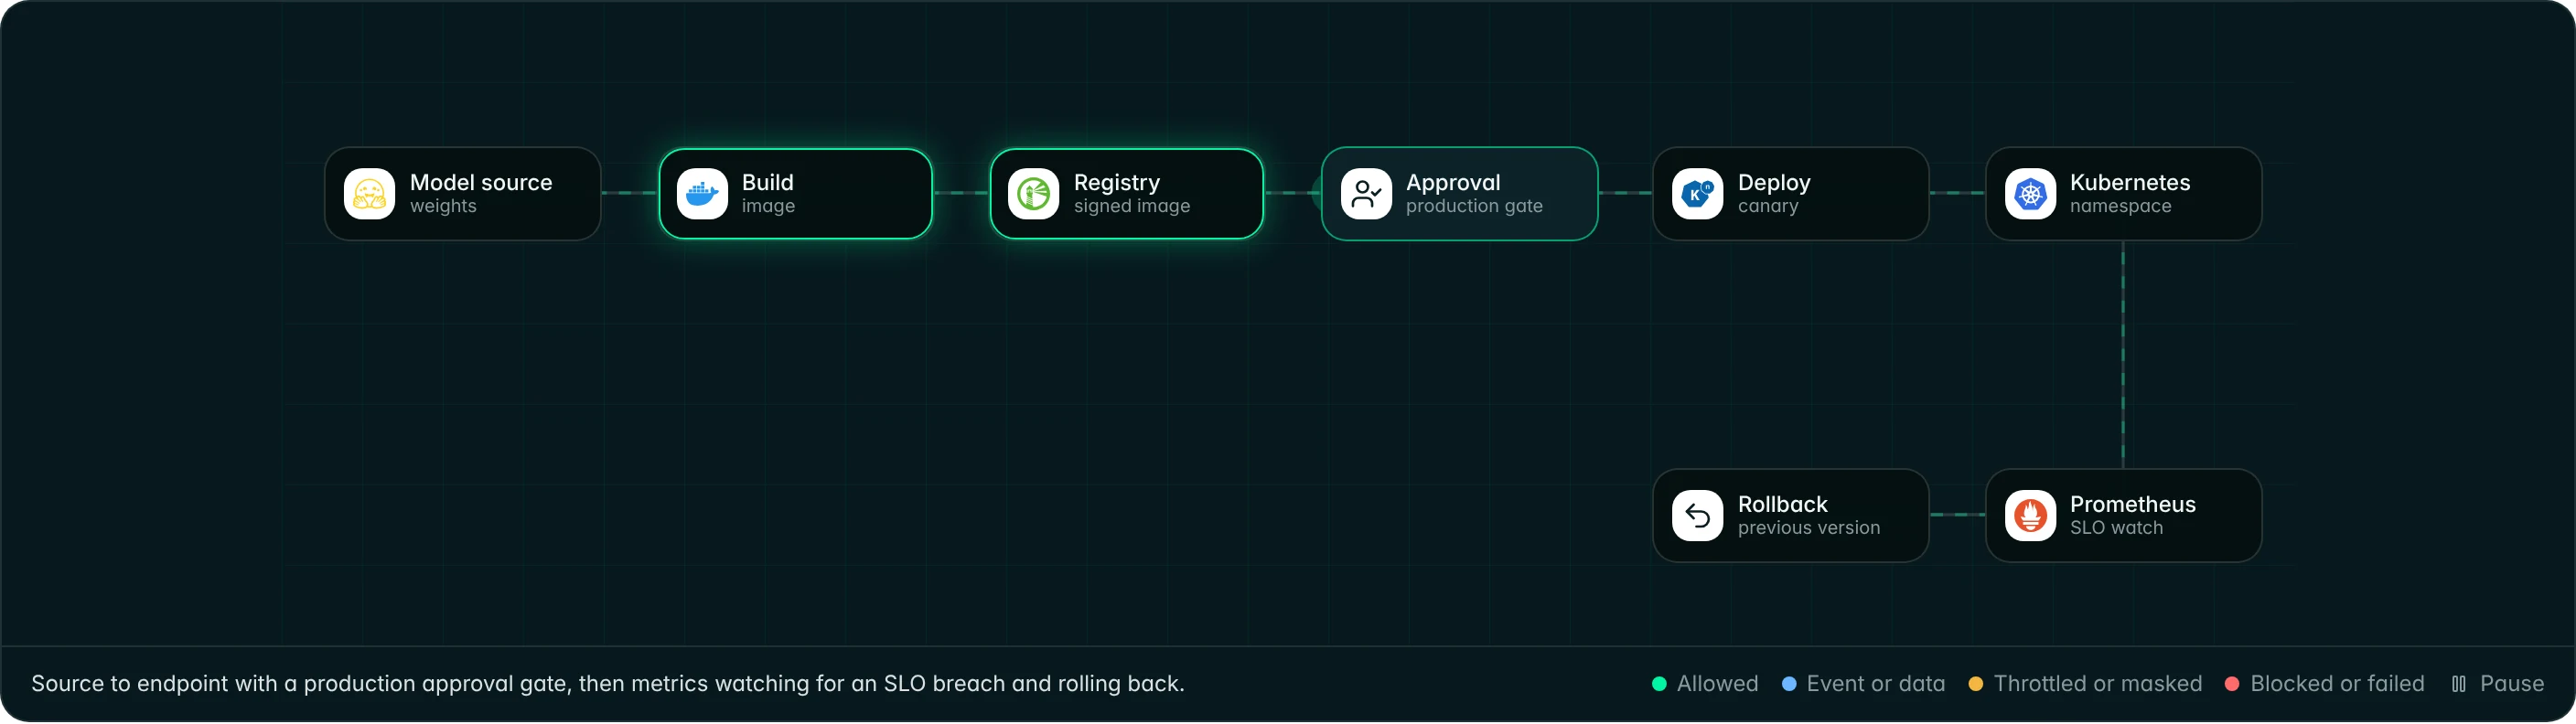 Model source
weights
Build
image
Registry
signed image
Approval
production gate
Deploy
canary
Kubernetes
namespace
Rollback
previous version
Prometheus
SLO watch
Source to endpoint with a production approval gate, then metrics watching for an SLO breach and rolling back.
Allowed
Event or data
Throttled or masked
Blocked or failed
Pause